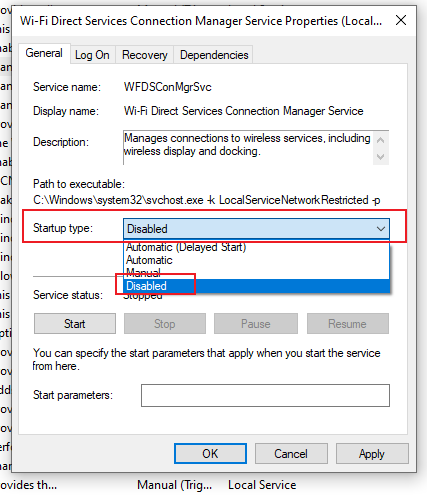 Wi-Fi Direct Services Connection Manager Service Properties (Local...
General Log On Recovery Dependencies
Service name: WFDSConMgrSvc
Display name: Wi-Fi Direct Services Connection Manager Service
Description: Manages connections to wireless services, including
wireless display and docking.
Path to executable:
C:\Windows\system32\svchost.exe -k LocalServiceNetworkRestricted -p
Startup type: Disabled
Automatic (Delayed Start)
Automatic
Manual
Disabled
Service status: Stopped
Start Stop Pause Resume
You can specify the start parameters that apply when you start the service
from here.
Start parameters:
OK Cancel Apply
Provides th... Manual (Trig... Local Service